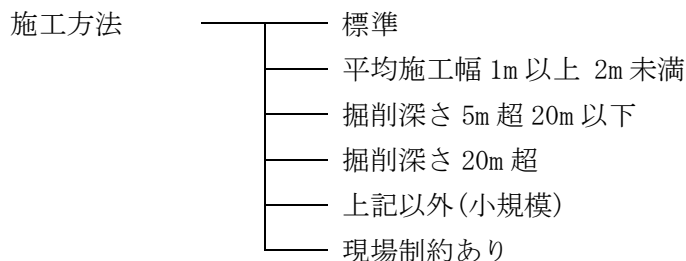 施工方法 標準
平均施工幅 1m 以上 2m 未満
掘削深さ 5m 超 20m 以下
掘削深さ 20m 超
上記以外(小規模)
現場制約あり